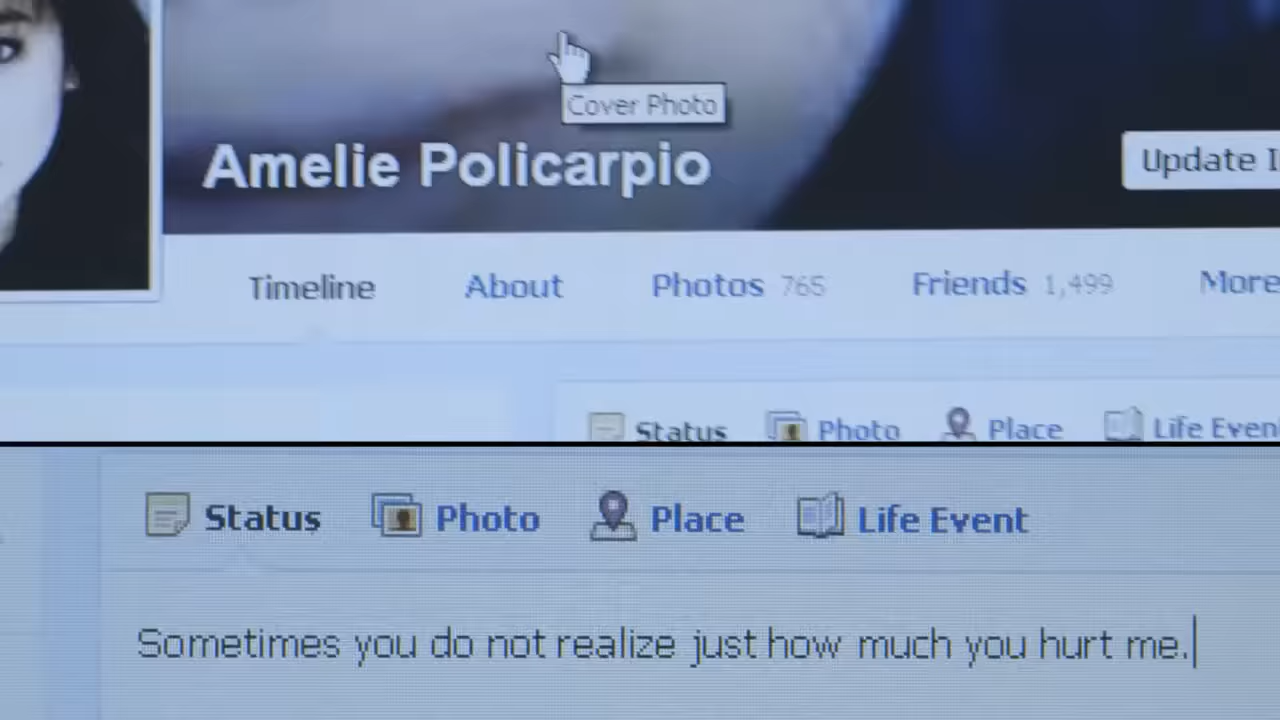 Cover Photo
Amelie Policarpio
Update
Timeline About Photos 765 Friends 1,499 More
Status Photo Place Life Even
Status Photo Place Life Event
Sometimes you do not realize just how much you hurt me.